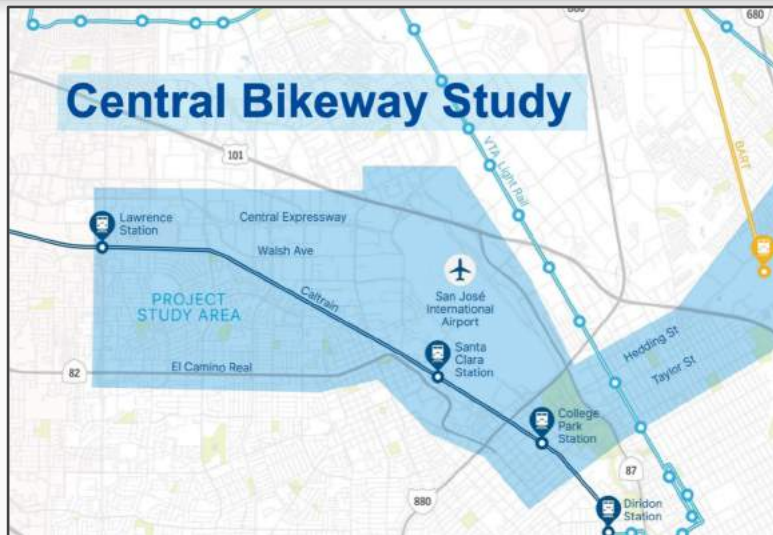 680
Central Bikeway Study
101
VTA Light Rail
BART
Lawrence
Station
Central Expressway
Walsh Ave
PROJECT
STUDY AREA
Caltrain
San José
International
Airport
Hedding St
Taylor St
82
El Camino Real
Santa
Clara
Station
College
Park
Station
87
880
Diridon
Station